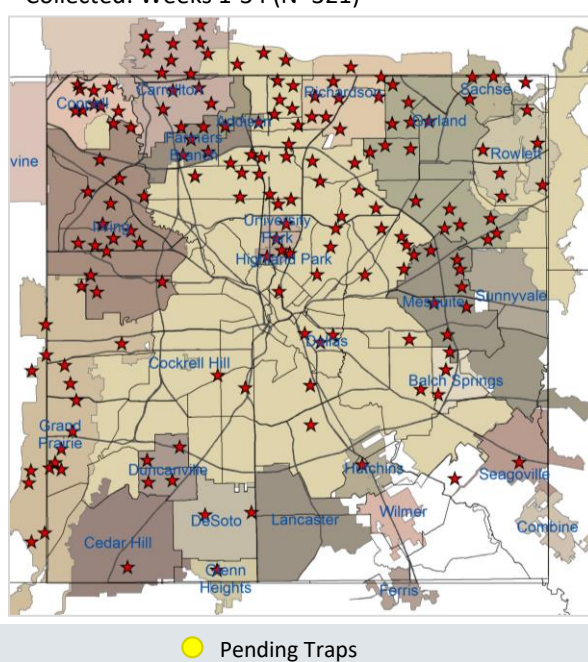 Collected: Weeks 1-34 (N=321)
Carrollton
Coppell
Richardson
Sachse
Addison
Garland
Farmers
Branch
vine
Rowlett
Irving
University
Park
Highland Park
Mesquite
Sunnyvale
Dallas
Cockrell Hill
Balch Springs
Grand
Prairie
Duncanville
Hutchins
Seagoville
DeSoto
Lancaster
Wilmer
Combine
Cedar Hill
Glenn
Heights
Ferris
Pending Traps